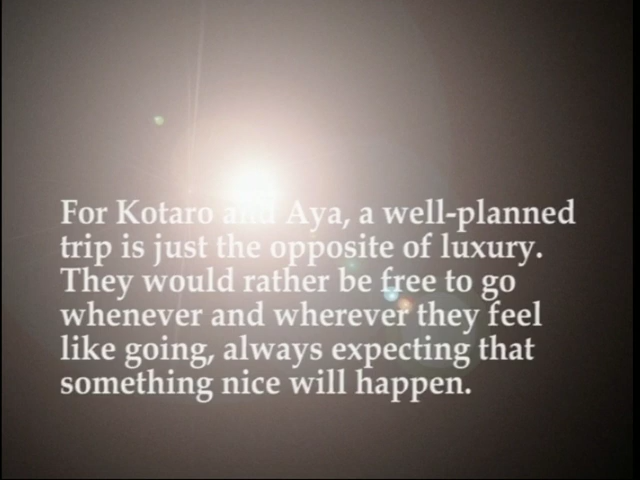 For Kotaro and Aya, a well-planned
trip is just the opposite of luxury.
They would rather be free to go
whenever and wherever they feel
like going, always expecting that
something nice will happen.